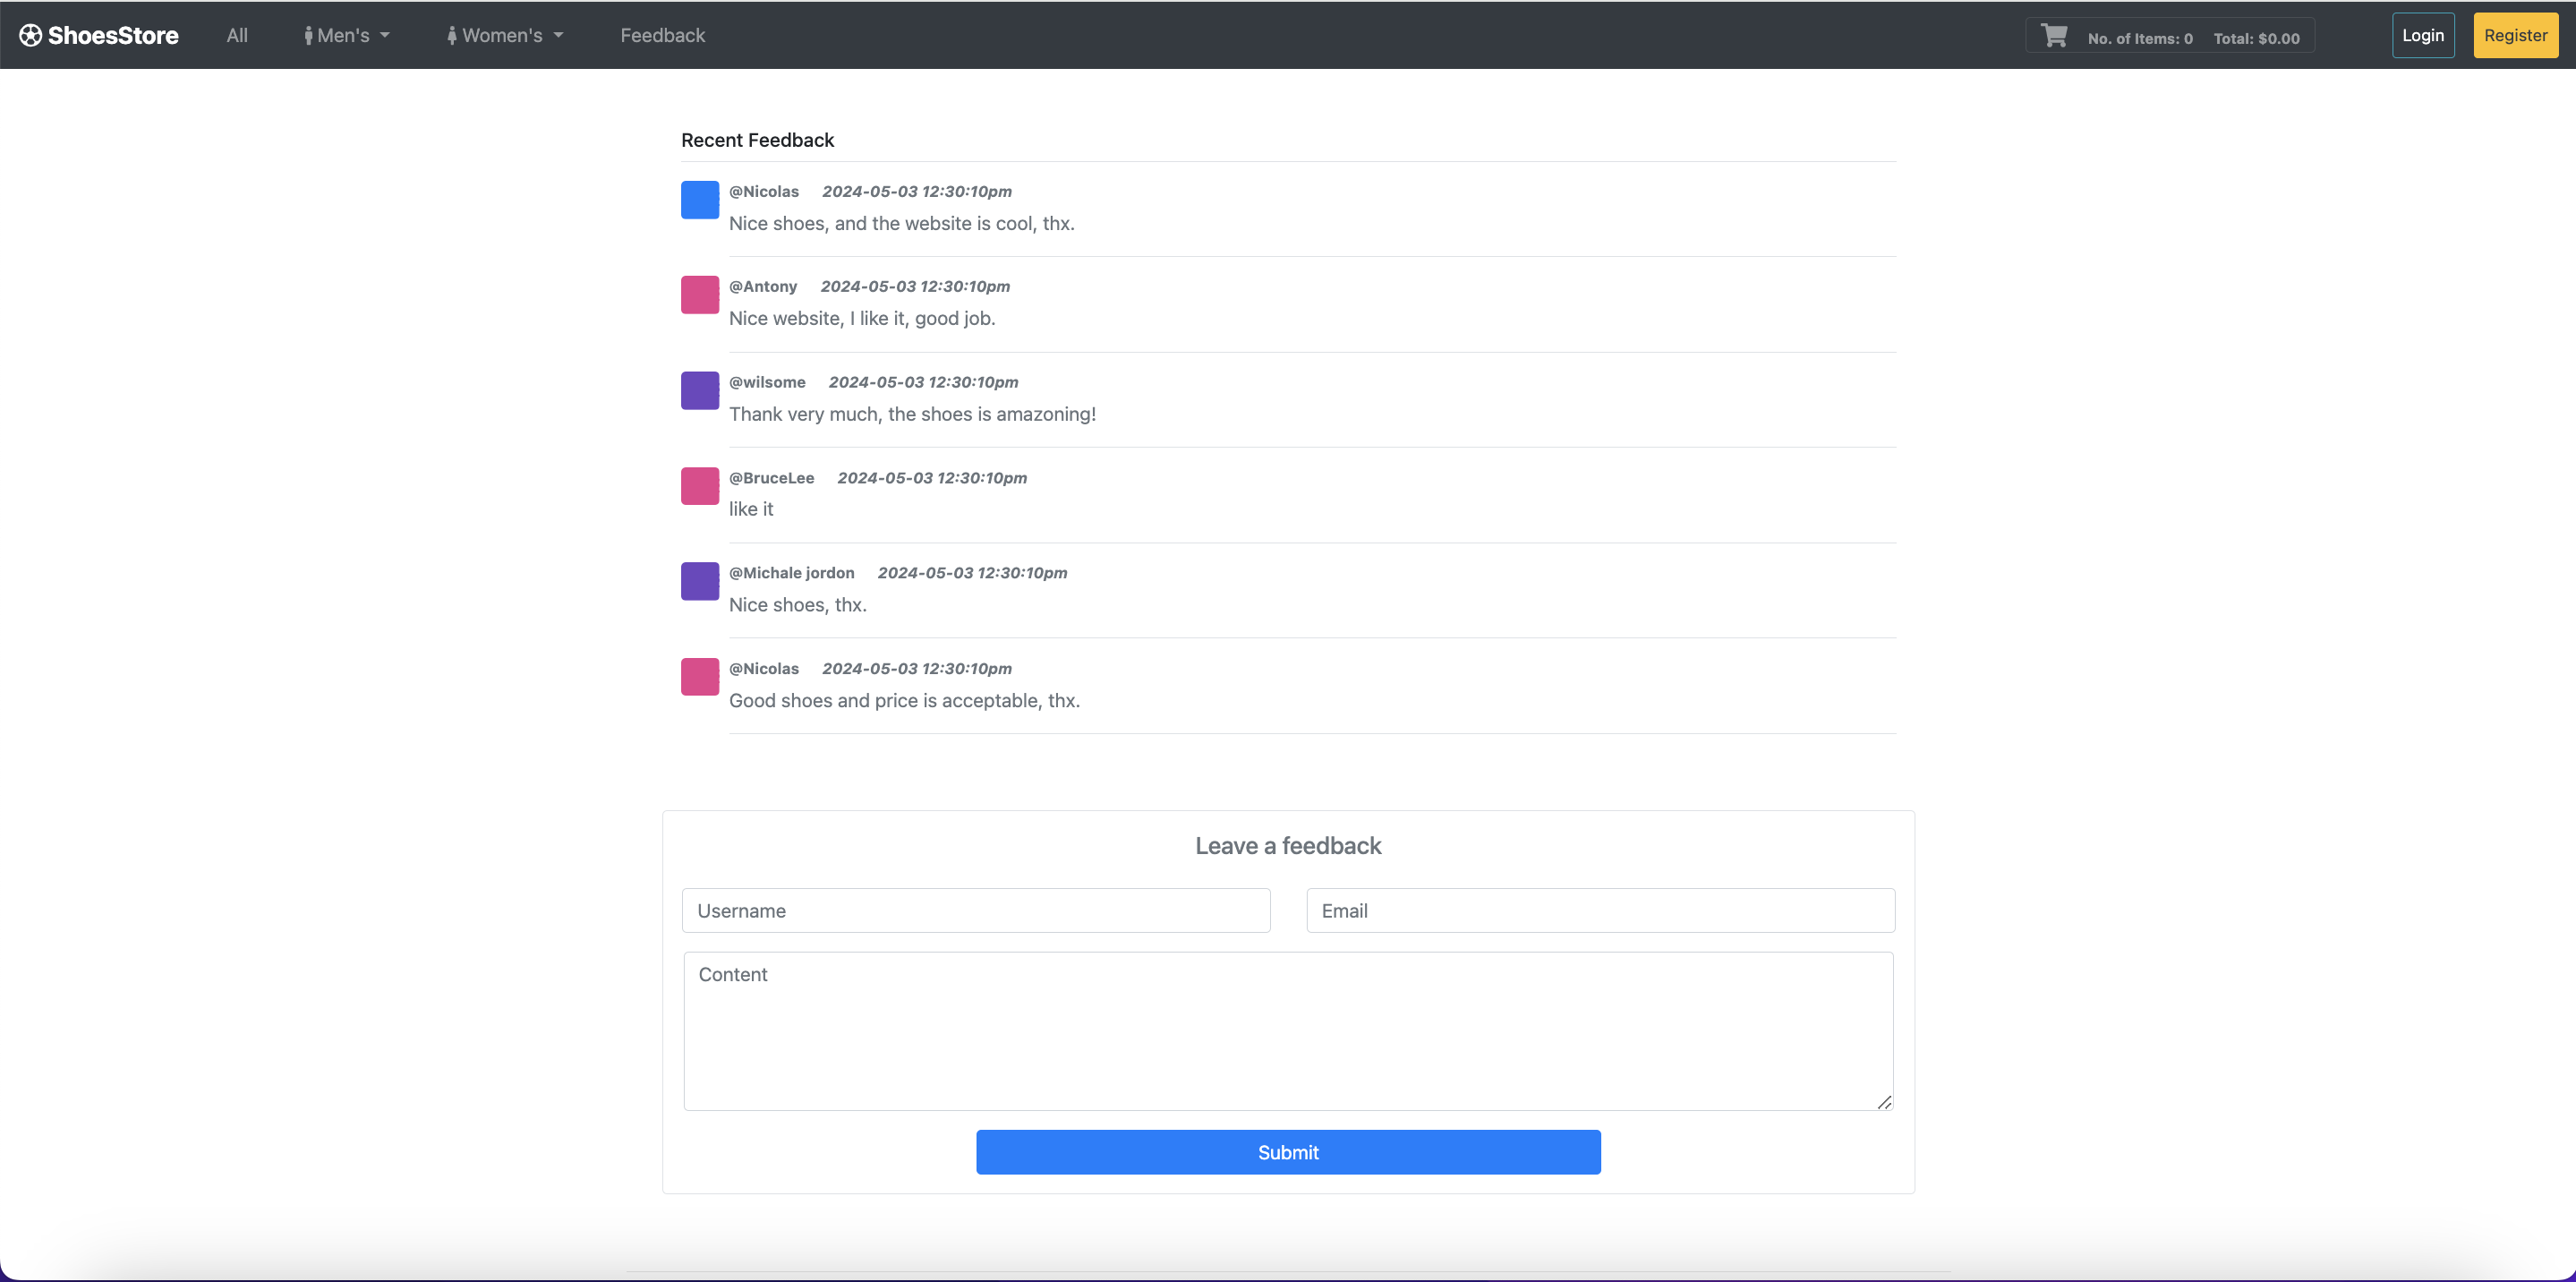 ShoesStore All Men's Women's Feedback No. of Items: 0 Total: $0.00 Login Register
Recent Feedback
@Nicolas 2024-05-03 12:30:10pm
Nice shoes, and the website is cool, thx.
@Antony 2024-05-03 12:30:10pm
Nice website, I like it, good job.
@wilsome 2024-05-03 12:30:10pm
Thank very much, the shoes is amazoning!
@BruceLee 2024-05-03 12:30:10pm
like it
@Michale jordon 2024-05-03 12:30:10pm
Nice shoes, thx.
@Nicolas 2024-05-03 12:30:10pm
Good shoes and price is acceptable, thx.
Leave a feedback
Username Email
Content
Submit